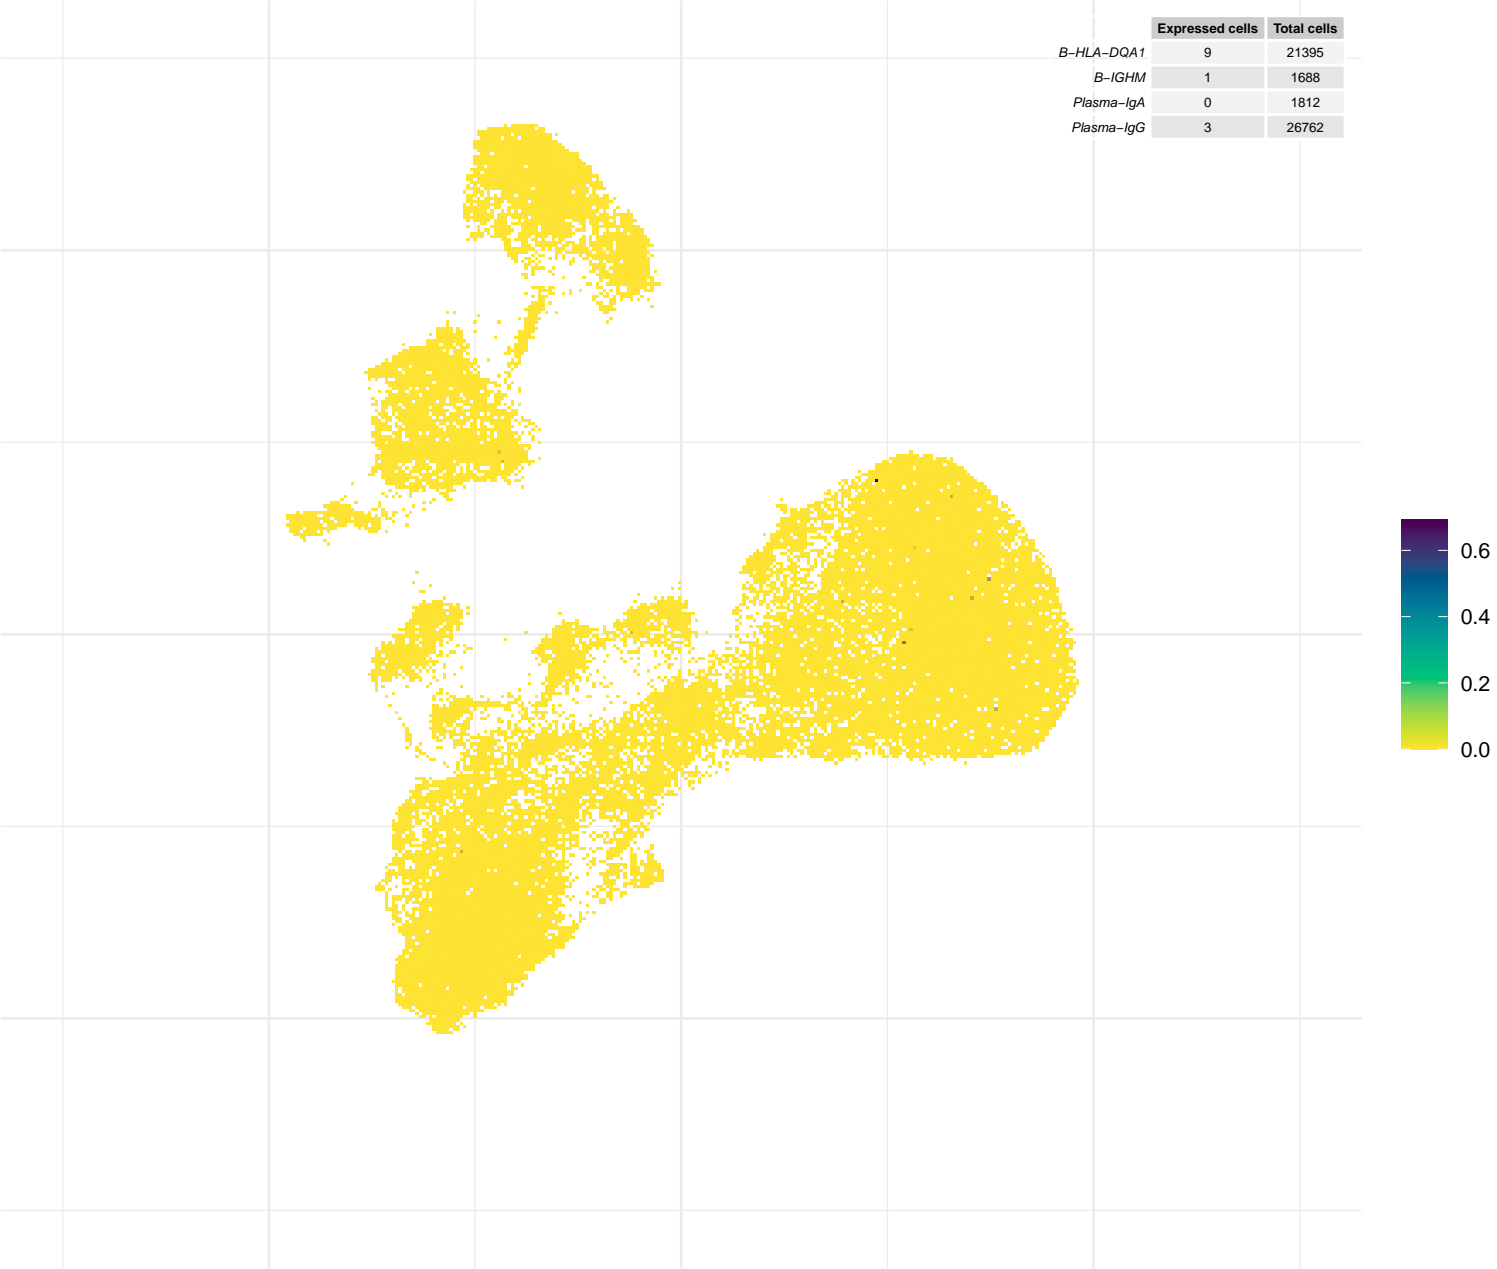 Expressed cells Total cells
B−HLA−DQA1 9 21395
B−IGHM 1 1688
Plasma−IgA 0 1812
Plasma−IgG 3 26762
0.6
0.4
0.2
0.0